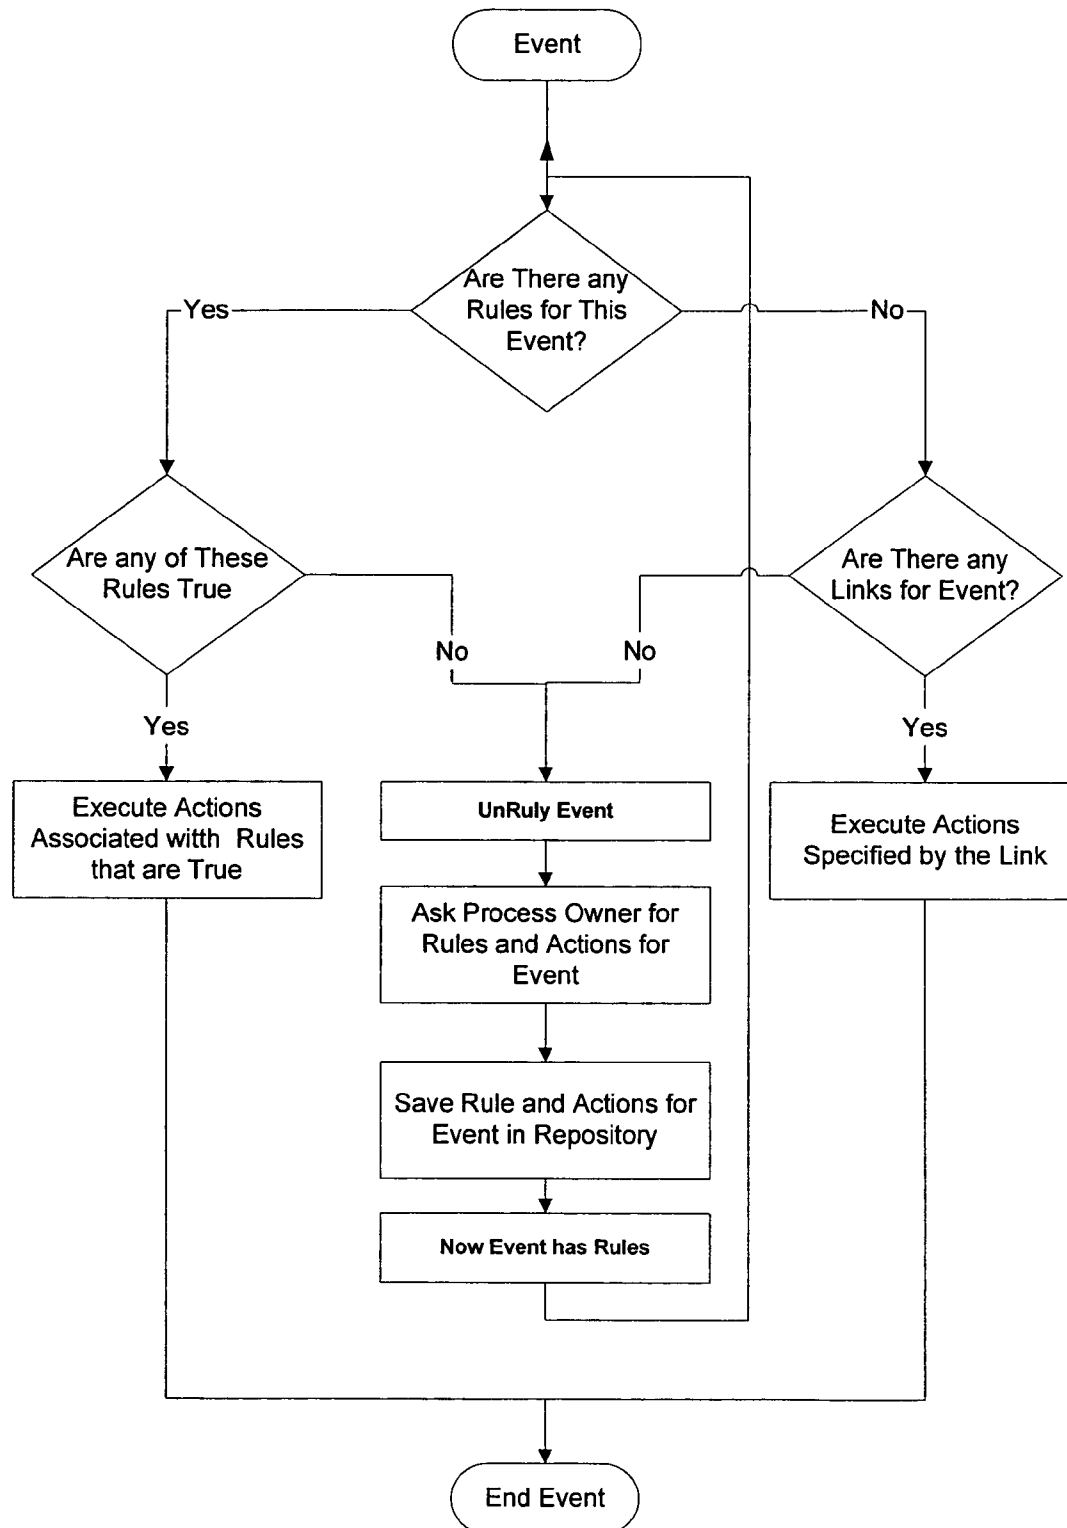 Event
Are There any
Rules for This
Event?
Yes
No
Are any of These
Rules True
Are There any
Links for Event?
No
No
Yes
Yes
Execute Actions
Associated witth Rules
that are True
UnRuly Event
Execute Actions
Specified by the Link
Ask Process Owner for
Rules and Actions for
Event
Save Rule and Actions for
Event in Repository
Now Event has Rules
End Event